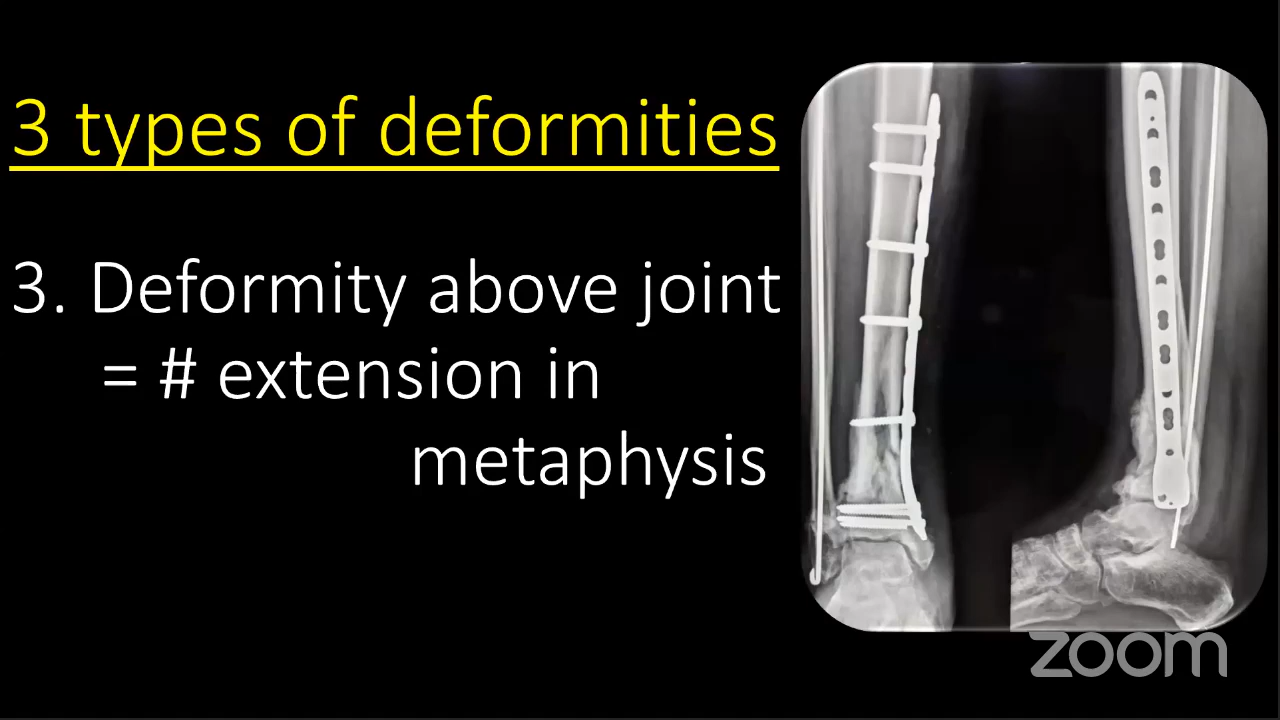 3 types of deformities
3. Deformity above joint
= # extension in
metaphysis
zoom